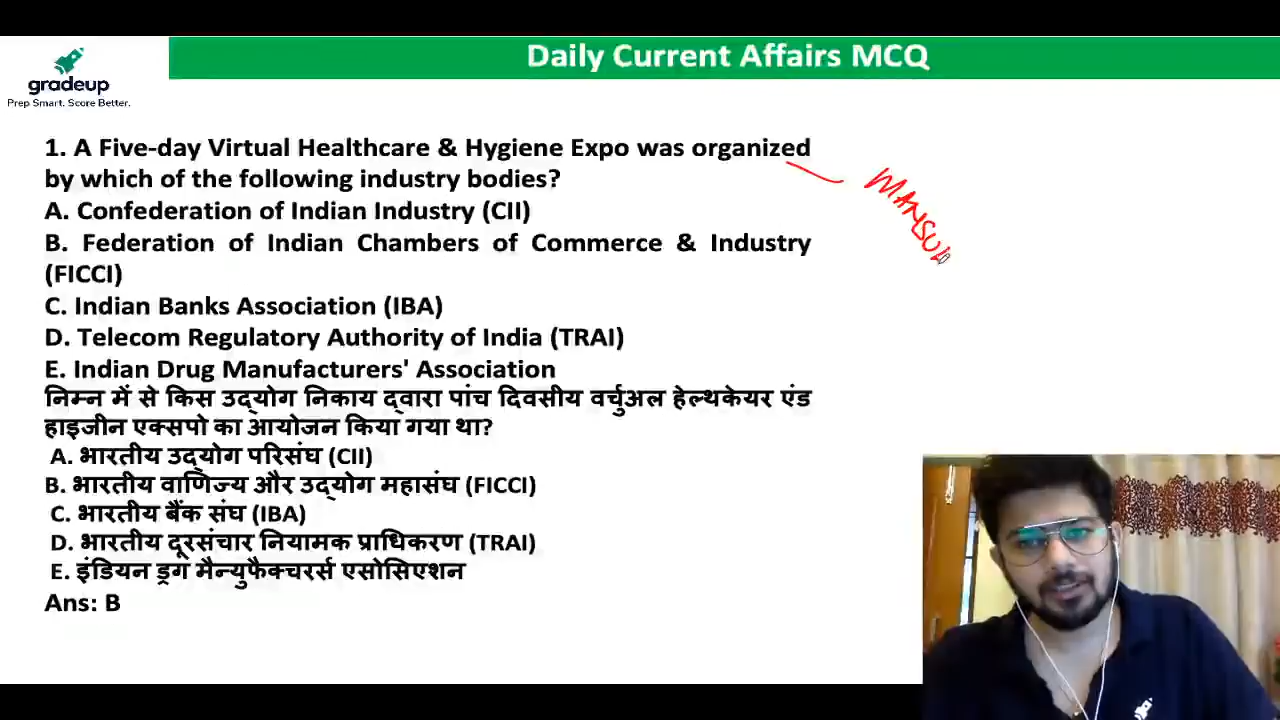 Daily Current Affairs MCQ
gradeup
Prep Smart. Score Better.
1. A Five-day Virtual Healthcare & Hygiene Expo was organized
by which of the following industry bodies?
A. Confederation of Indian Industry (CII)
B. Federation of Indian Chambers of Commerce & Industry
(FICCI)
C. Indian Banks Association (IBA)
D. Telecom Regulatory Authority of India (TRAI)
E. Indian Drug Manufacturers' Association
निम्न में से किस उद्योग निकाय द्वारा पांच दिवसीय वर्चुअल हेल्थकेयर एंड
हाइजीन एक्सपो का आयोजन किया गया था?
A. भारतीय उद्योग परिसंघ (CII)
B. भारतीय वाणिज्य और उद्योग महासंघ (FICCI)
C. भारतीय बैंक संघ (IBA)
D. भारतीय दूरसंचार नियामक प्राधिकरण (TRAI)
E. इंडियन ड्रग मैन्युफैक्चरर्स एसोसिएशन
Ans: B